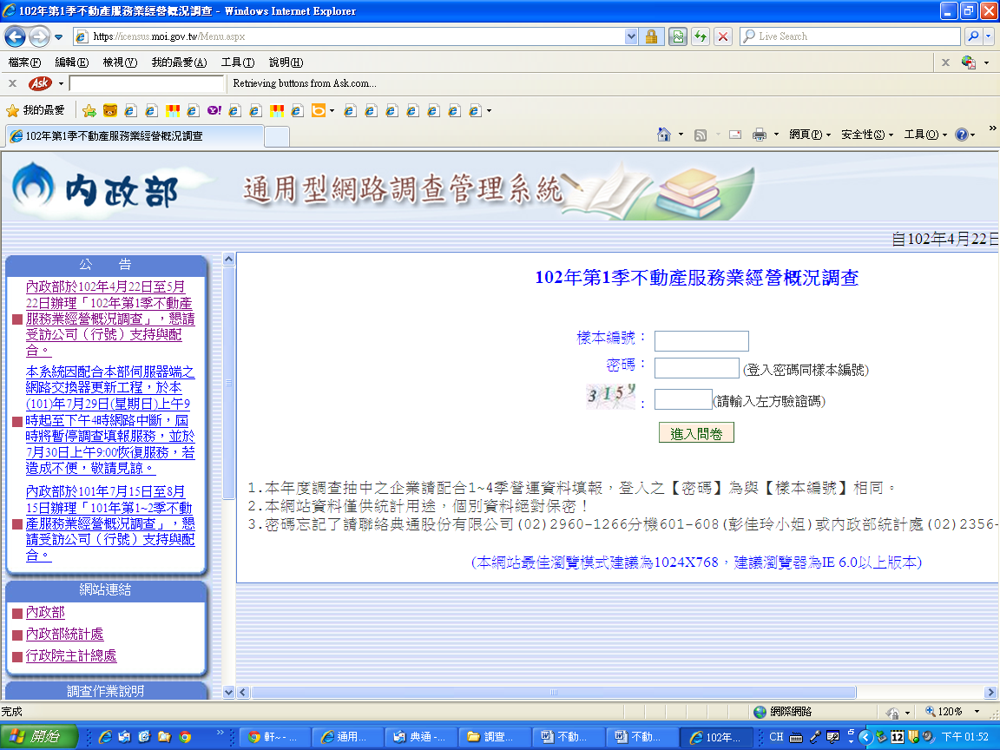 102年第1季不動產服務業經營概況調查 - Windows Internet Explorer
https://icensus.moi.gov.tw/Menu.aspx
Live Search
檔案(F) 編輯(E) 檢視(V) 我的最愛(A) 工具(T) 說明(H)
Ask
Retrieving buttons from Ask.com...
我的最愛
102年第1季不動產服務業經營概況調查
網頁(P) 安全性(S) 工具(O)
內政部
通用型網路調查管理系統
自102年4月22日
公 告
內政部於102年4月22日至5月
22日辦理「102年第1季不動產
服務業經營概況調查」，懇請
受訪公司（行號）支持與配
合。
本系統因配合本部伺服器端之
網路交換器更新工程，於本
(101)年7月29日(星期日)上午9
時起至下午4時網路中斷，屆
時將暫停調查填報服務，並於
7月30日上午9:00恢復服務，若
造成不便，敬請見諒。
內政部於101年7月15日至8月
15日辦理「101年第1~2季不動
產服務業經營概況調查」，懇
請受訪公司（行號）支持與配
合。
網站連結
內政部
內政部統計處
行政院主計總處
調查作業說明
102年第1季不動產服務業經營概況調查
樣本編號：
密碼： (登入密碼同樣本編號)
3159 : (請輸入左方驗證碼)
進入問卷
1.本年度調查抽中之企業請配合1~4季營運資料填報，登入之【密碼】為與【樣本編號】相同。
2.本網站資料僅供統計用途，個別資料絕對保密！
3.密碼忘記了請聯絡典通股份有限公司(02)2960-1266分機601-608(彭佳玲小姐)或內政部統計處(02)2356-
(本網站最佳瀏覽模式建議為1024X768，建議瀏覽器為IE 6.0以上版本)
完成
網際網路
120%
開始
軒~- ...
通用...
典通 -...
調查...
不動...
不動...
102年...
CH
12
下午 01:52